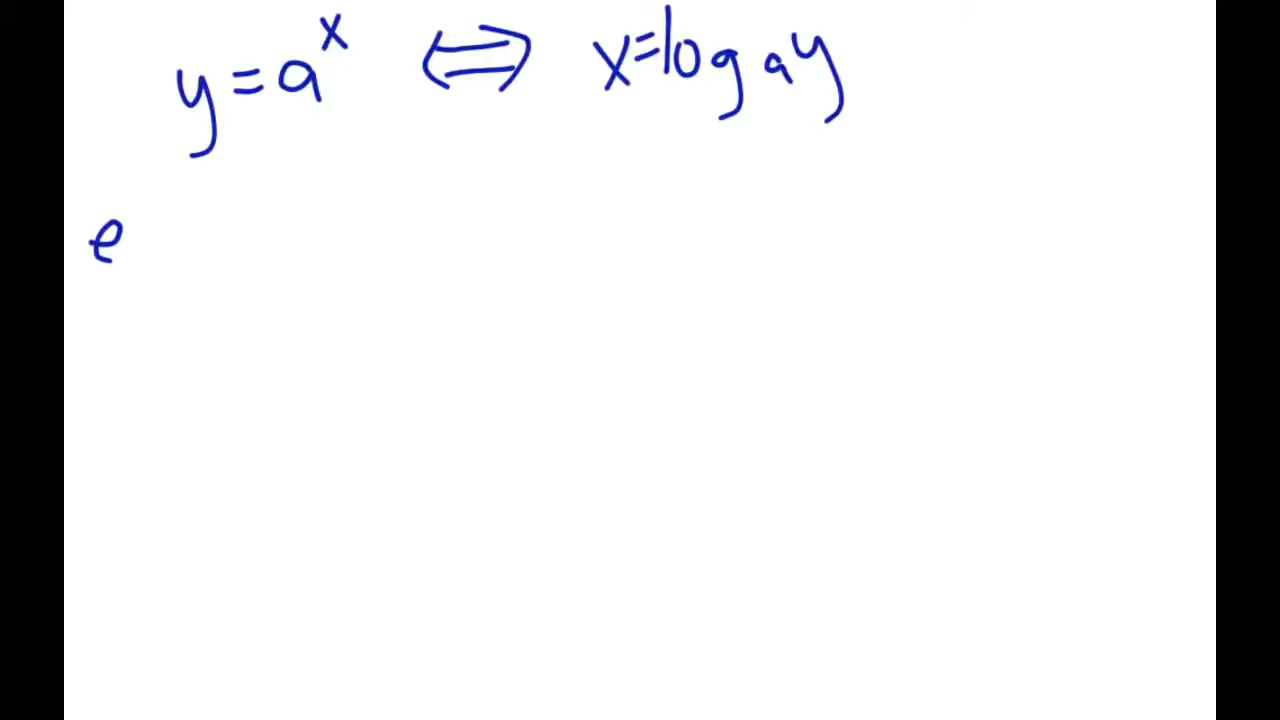 y = a^x ⟺ x = log_a y
e